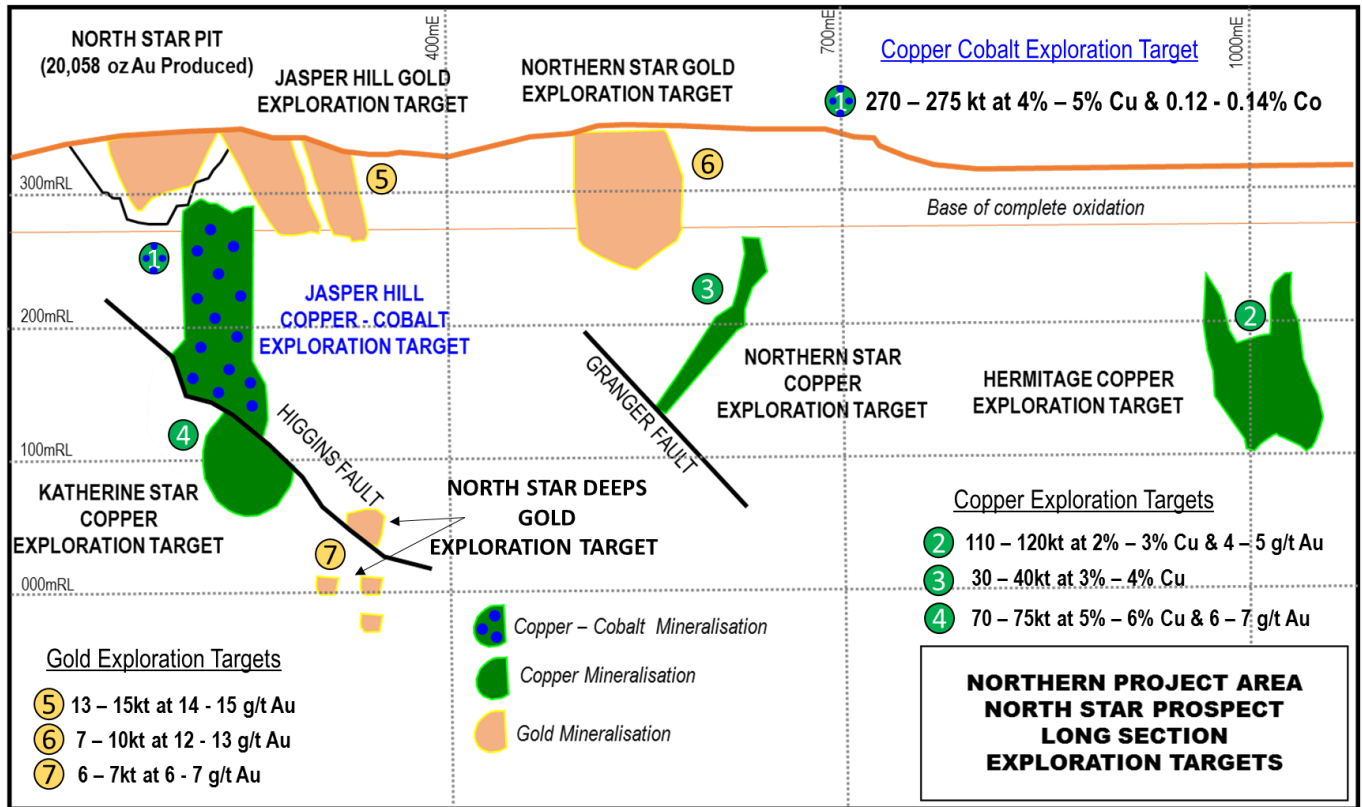 NORTH STAR PIT
(20,058 oz Au Produced)
JASPER HILL GOLD
EXPLORATION TARGET
400mE
NORTHERN STAR GOLD
EXPLORATION TARGET
700mE
Copper Cobalt Exploration Target
1 270 – 275 kt at 4% – 5% Cu & 0.12 - 0.14% Co
1000mE
5
6
300mRL
Base of complete oxidation
1
JASPER HILL
COPPER - COBALT
EXPLORATION TARGET
3
2
200mRL
GRANGER FAULT
NORTHERN STAR
COPPER
EXPLORATION TARGET
HERMITAGE COPPER
EXPLORATION TARGET
4
HIGGINS FAULT
100mRL
KATHERINE STAR
COPPER
EXPLORATION TARGET
NORTH STAR DEEPS
GOLD
EXPLORATION TARGET
7
000mRL
Copper Exploration Targets
2 110 – 120kt at 2% – 3% Cu & 4 – 5 g/t Au
3 30 – 40kt at 3% – 4% Cu
4 70 – 75kt at 5% – 6% Cu & 6 – 7 g/t Au
Copper – Cobalt Mineralisation
Copper Mineralisation
Gold Mineralisation
Gold Exploration Targets
5 13 – 15kt at 14 - 15 g/t Au
6 7 – 10kt at 12 - 13 g/t Au
7 6 – 7kt at 6 - 7 g/t Au
NORTHERN PROJECT AREA
NORTH STAR PROSPECT
LONG SECTION
EXPLORATION TARGETS